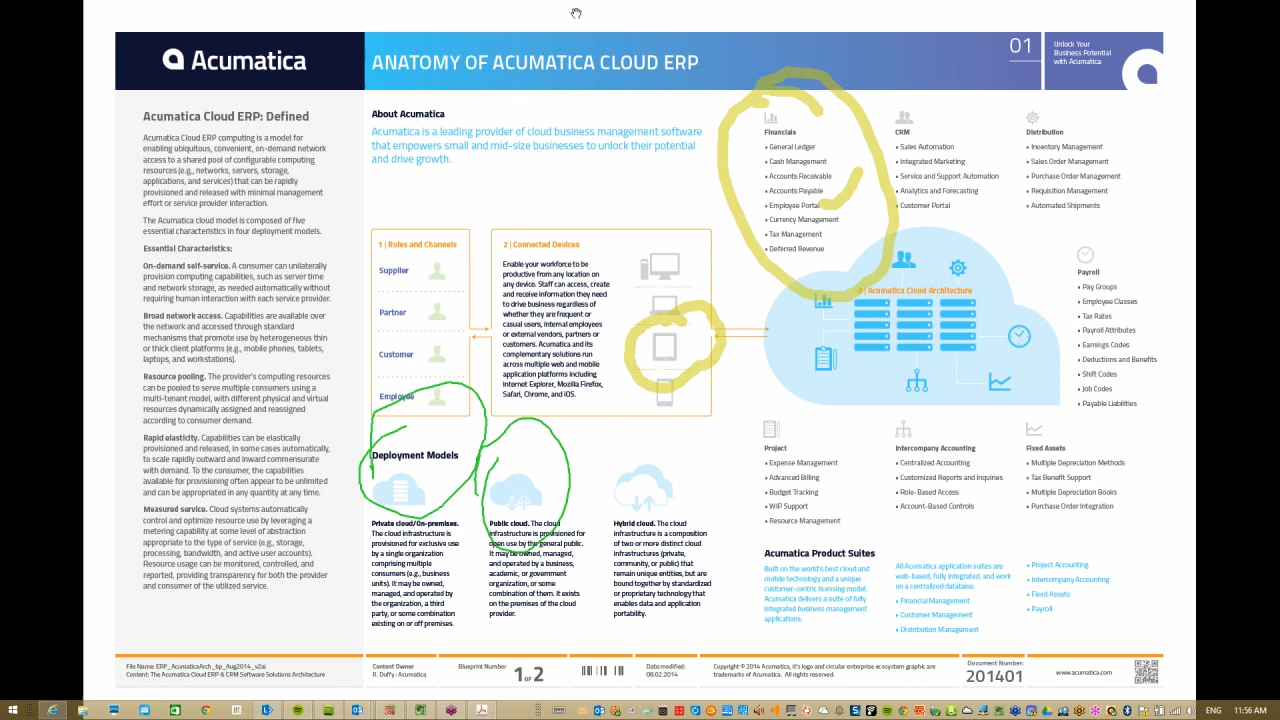 Acumatica
ANATOMY OF ACUMATICA CLOUD ERP
01
Unlock Your
Business Potential
with Acumatica
Acumatica Cloud ERP: Defined
Acumatica Cloud ERP computing is a model for
enabling ubiquitous, convenient, on-demand network
access to a shared pool of configurable computing
resources (e.g., networks, servers, storage,
applications, and services) that can be rapidly
provisioned and released with minimal management
effort or service provider interaction.
The Acumatica cloud model is composed of five
essential characteristics in four deployment models.
Essential Characteristics:
On-demand self-service. A consumer can unilaterally
provision computing capabilities, such as server time
and network storage, as needed automatically without
requiring human interaction with each service provider.
Broad network access. Capabilities are available over
the network and accessed through standard
mechanisms that promote use by heterogeneous thin
or thick client platforms (e.g., mobile phones, tablets,
laptops, and workstations).
Resource pooling. The provider's computing resources
can be pooled to serve multiple consumers using a
multi-tenant model, with different physical and virtual
resources dynamically assigned and reassigned
according to consumer demand.
Rapid elasticity. Capabilities can be elastically
provisioned and released, in some cases automatically,
to scale rapidly outward and inward commensurate
with demand. To the consumer, the capabilities
available for provisioning often appear to be unlimited
and can be appropriated in any quantity at any time.
Measured service. Cloud systems automatically
control and optimize resource use by leveraging a
metering capability at some level of abstraction
appropriate to the type of service (e.g., storage,
processing, bandwidth, and active user accounts).
Resource usage can be monitored, controlled, and
reported, providing transparency for both the provider
and consumer of the utilized service.
About Acumatica
Acumatica is a leading provider of cloud business management software
that empowers small and mid-size businesses to unlock their potential
and drive growth.
1 | Roles and Channels
Supplier
Partner
Customer
Employee
2 | Connected Devices
Enable your workforce to be
productive from any location on
any device. Staff can access, create
and receive information they need
to drive business regardless of
whether they are frequent or
casual users, internal employees
or external vendors, partners or
customers. Acumatica and its
complementary solutions run
across multiple web and mobile
application platforms including
Internet Explorer, Mozilla Firefox,
Safari, Chrome, and iOS.
Deployment Models
Private cloud/On-premises.
The cloud infrastructure is
provisioned for exclusive use
by a single organization
comprising multiple
consumers (e.g., business
units). It may be owned,
managed, and operated by
the organization, a third
party, or some combination
existing on or off premises.
Public cloud. The cloud
infrastructure is provisioned for
open use by the general public.
It may be owned, managed,
and operated by a business,
academic, or government
organization, or some
combination of them. It exists
on the premises of the cloud
provider.
Hybrid cloud. The cloud
infrastructure is a composition
of two or more distinct cloud
infrastructures (private,
community, or public) that
remain unique entities, but are
bound together by standardized
or proprietary technology that
enables data and application
portability.
Financials
• General Ledger
• Cash Management
• Accounts Receivable
• Accounts Payable
• Employee Portal
• Currency Management
• Tax Management
• Deferred Revenue
CRM
• Sales Automation
• Integrated Marketing
• Service and Support Automation
• Analytics and Forecasting
• Customer Portal
Distribution
• Inventory Management
• Sales Order Management
• Purchase Order Management
• Requisition Management
• Automated Shipments
3 | Acumatica Cloud Architecture
Payroll
• Pay Groups
• Employee Classes
• Tax Rates
• Payroll Attributes
• Earnings Codes
• Deductions and Benefits
• Shift Codes
• Job Codes
• Payable Liabilities
Project
• Expense Management
• Advanced Billing
• Budget Tracking
• WIP Support
• Resource Management
Intercompany Accounting
• Centralized Accounting
• Customized Reports and Inquiries
• Role-Based Access
• Account-Based Controls
Fixed Assets
• Multiple Depreciation Methods
• Tax Benefit Support
• Multiple Depreciation Books
• Purchase Order Integration
Acumatica Product Suites
Built on the world's best cloud and
mobile technology and a unique
customer-centric licensing model,
Acumatica delivers a suite of fully
integrated business management
applications.
All Acumatica application suites are
web-based, fully integrated, and work
on a centralized database.
• Financial Management
• Customer Management
• Distribution Management
• Project Accounting
• Intercompany Accounting
• Fixed Assets
• Payroll
File Name: ERP_AcumaticaArch_bp_Aug2014_v2ai
Content: The Acumatica Cloud ERP & CRM Software Solutions Architecture
Content Owner
R. Duffy : Acumatica
Blueprint Number
1 OF 2
Date modified:
08.02.2014
Copyright © 2014 Acumatica, it's logo and circular enterprise ecosystem graphic are
trademarks of Acumatica. All rights reserved.
Document Number:
201401
www.acumatica.com
ENG
11:56 AM